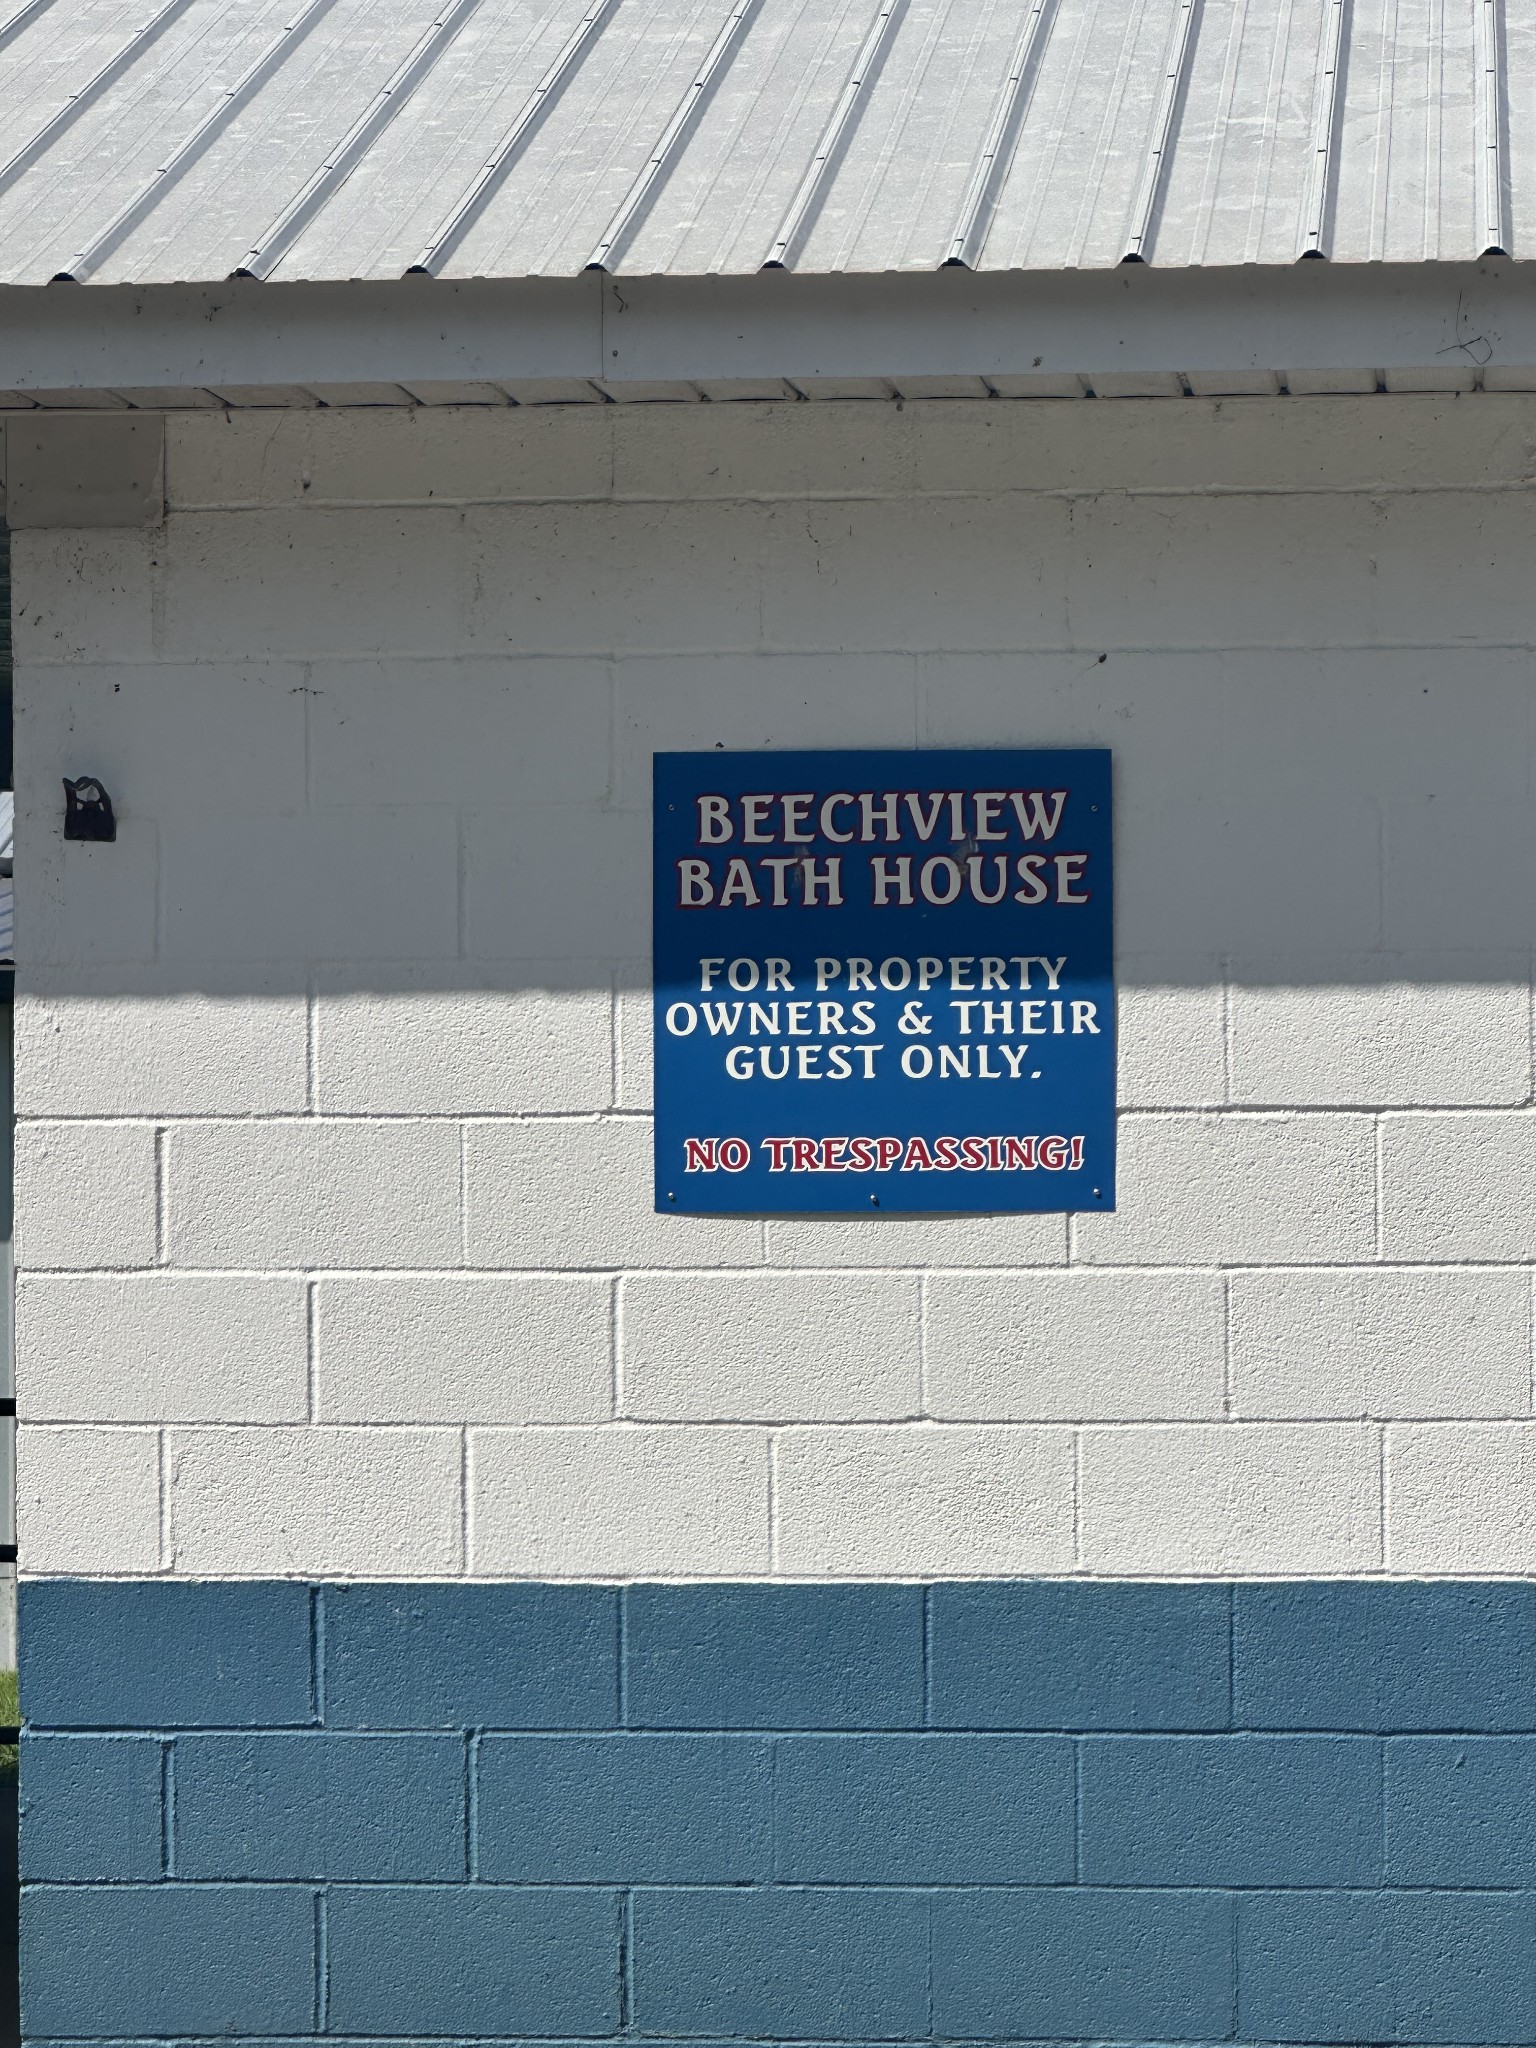 BEECHVIEW
BATH HOUSE
FOR PROPERTY
OWNERS & THEIR
GUEST ONLY.
NO TRESPASSING!